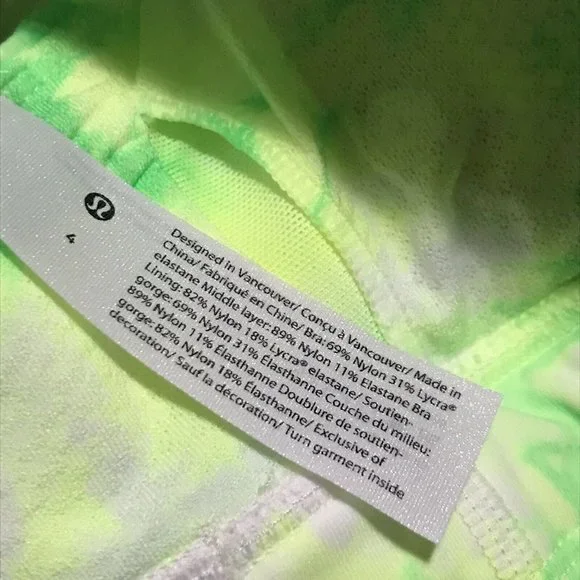 4
Designed in Vancouver/ Conçu à Vancouver/ Made in
China/ Fabriqué en Chine/ Bra: 69% Nylon 31% Lycra®
elastane Middle layer: 89% Nylon 11% Elastane Bra
Lining: 82% Nylon 18% Lycra® elastane/ Soutien-
gorge: 69% Nylon 31% Élasthanne Couche du milieu:
89% Nylon 11% Élasthanne Doublure de soutien-
gorge: 82% Nylon 18% Élasthanne/ Exclusive of
decoration/ Sauf la décoration/ Turn garment inside